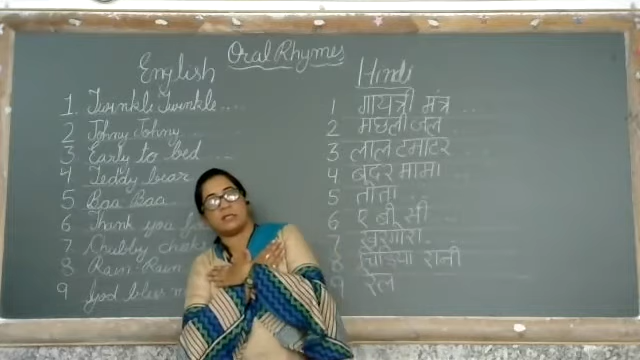 Oral Rhymes
English
1. Twinkle Twinkle....
2 Johny Johny
3 Early to bed ...
4 Teddy bear
5 Baa Baa
6 Thank you
7. Chubby cheeks
8 Rain-Rain
9 God bless
Hindi
1 गायत्री मंत्र ..
2 मछली जल
3 लाल टमाटर
4 बंदर मामा
5 तोता
6 ए बी सी
7 खरगोश
8 चिड़िया रानी
9 रेल